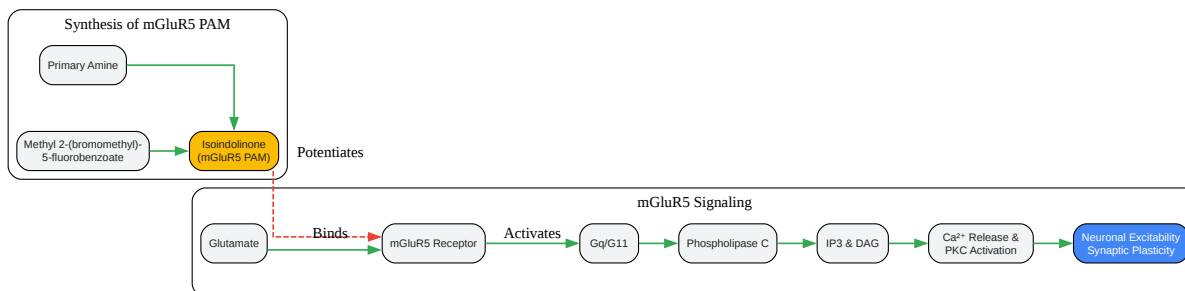 Synthesis of mGluR5 PAM
Primary Amine
Methyl 2-(bromomethyl)-
5-fluorobenzoate
Isoindolinone
(mGluR5 PAM)
Potentiates
mGluR5 Signaling
Glutamate
Binds
mGluR5 Receptor
Activates
Gq/G11
Phospholipase C
IP3 & DAG
Ca²⁺ Release &
PKC Activation
Neuronal Excitability
Synaptic Plasticity